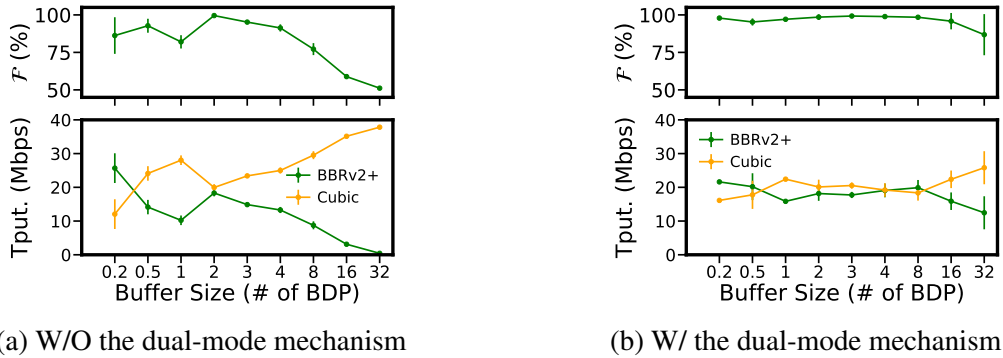 100
75
50
𝓕 (%)
40
30
20
10
0
Tput. (Mbps)
BBRv2+
Cubic
0.2 0.5 1 2 3 4 8 16 32
Buffer Size (# of BDP)
(a) W/O the dual-mode mechanism
100
75
50
𝓕 (%)
40
30
20
10
0
Tput. (Mbps)
BBRv2+
Cubic
0.2 0.5 1 2 3 4 8 16 32
Buffer Size (# of BDP)
(b) W/ the dual-mode mechanism